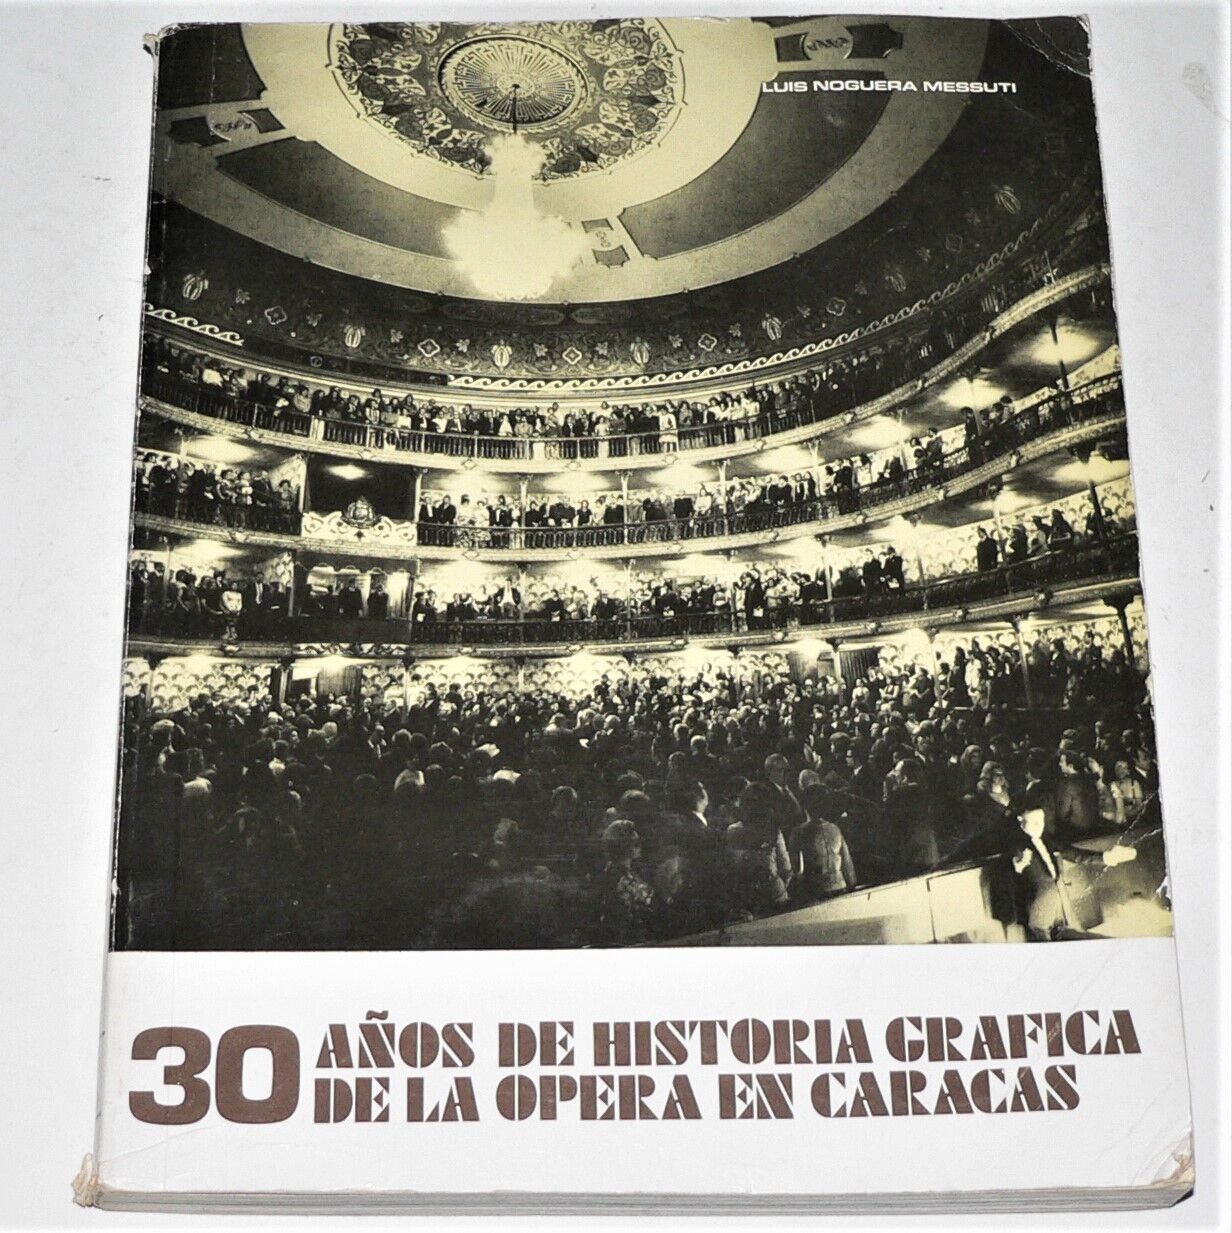 LUIS NOGUERA MESSUTI
30 AÑOS DE HISTORIA GRAFICA
DE LA OPERA EN CARACAS